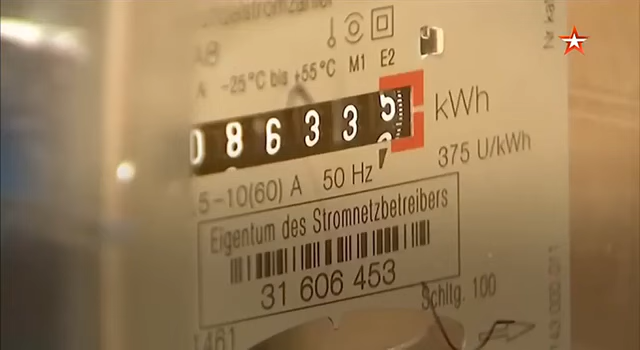 -25°C bis +55°C M1 E2
086335 kWh
375 U/kWh
5-10(60) A 50 Hz
Eigentum des Stromnetzbetreibers
31 606 453
Schltg. 100